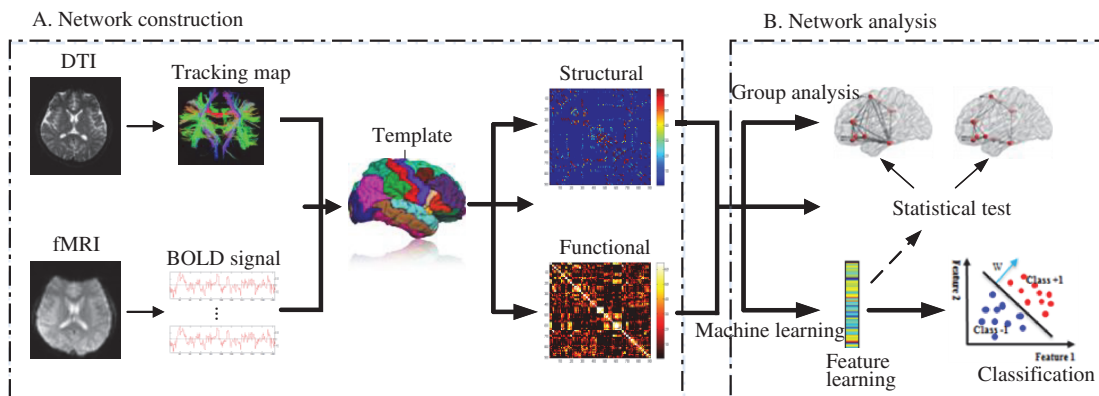 A. Network construction
B. Network analysis
DTI
Tracking map
Template
Structural
fMRI
BOLD signal
⋮
Functional
Group analysis
Statistical test
Machine learning
Feature
learning
Feature 2
W
Class +1
Class -1
Feature 1
Classification